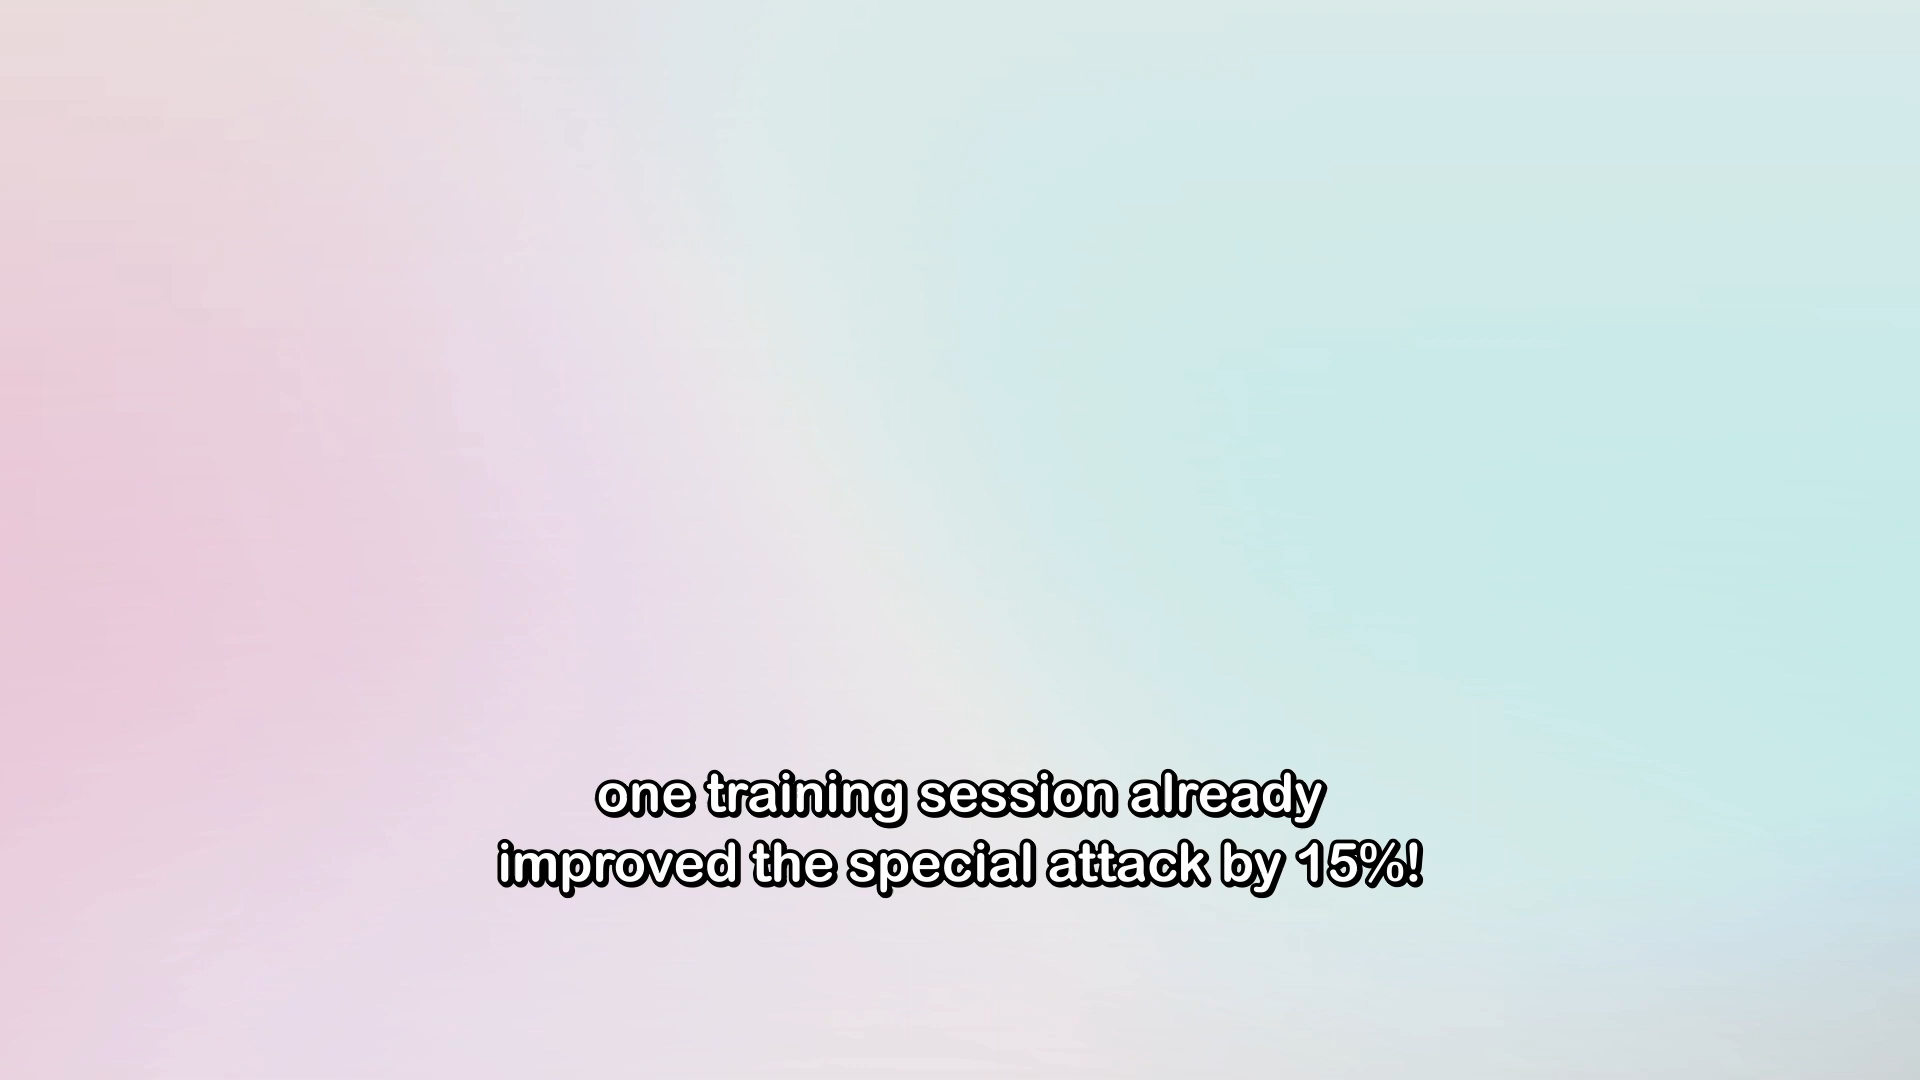 one training session already
improved the special attack by 15%!